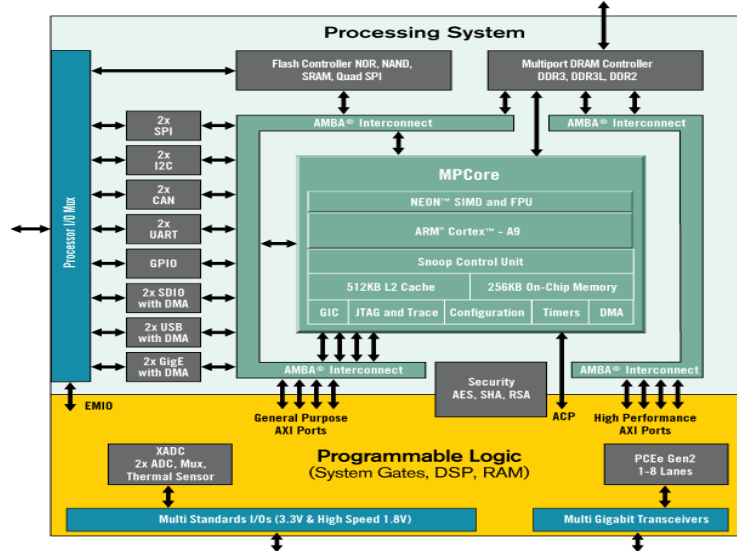 Processing System
Flash Controller NOR, NAND,
SRAM, Quad SPI
Multiport DRAM Controller
DDR3, DDR3L, DDR2
Processor I/O Mux
2x
SPI
2x
I2C
2x
CAN
2x
UART
GPIO
2x SDIO
with DMA
2x USB
with DMA
2x GigE
with DMA
AMBA® Interconnect
AMBA® Interconnect
MPCore
NEON™ SIMD and FPU
ARM® Cortex™ – A9
Snoop Control Unit
512KB L2 Cache
256KB On-Chip Memory
GIC
JTAG and Trace
Configuration
Timers
DMA
AMBA® Interconnect
AMBA® Interconnect
Security
AES, SHA, RSA
EMIO
General Purpose
AXI Ports
ACP
High Performance
AXI Ports
XADC
2x ADC, Mux,
Thermal Sensor
Programmable Logic
(System Gates, DSP, RAM)
PCEe Gen2
1-8 Lanes
Multi Standards I/Os (3.3V & High Speed 1.8V)
Multi Gigabit Transceivers